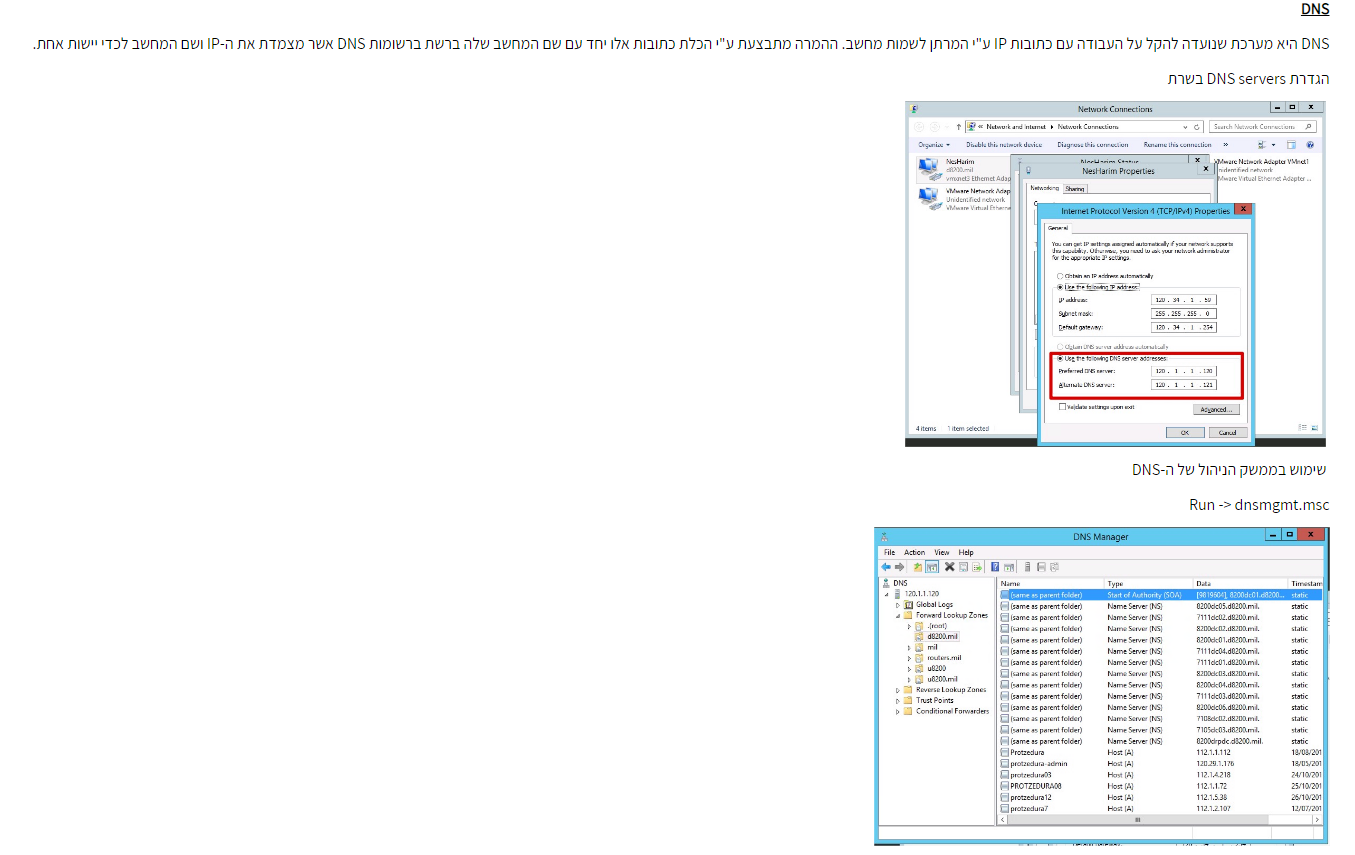 DNS
DNS היא מערכת שנועדה להקל על העבודה עם כתובות IP ע"י המרתן לשמות מחשב. ההמרה מתבצעת ע"י הכלת כתובות אלו יחד עם שם המחשב שלה ברשת ברשומות DNS אשר מצמדת את ה-IP ושם המחשב לכדי יישות אחת.
הגדרת DNS servers בשרת
Network Connections
Network and Internet Network Connections
Search Network Connections
Organize Disable this network device Diagnose this connection Rename this connection »
NesHarim
d8200.mil
vmxnet3 Ethernet Adap
VMware Network Adap
Unidentified network
VMware Virtual Etherne
NesHarim Status
VMware Network Adapter VMnet1
nidentified network
Mware Virtual Ethernet Adapter ...
NesHarim Properties
Networking Sharing
Internet Protocol Version 4 (TCP/IPv4) Properties
General
You can get IP settings assigned automatically if your network supports
this capability. Otherwise, you need to ask your network administrator
for the appropriate IP settings.
Obtain an IP address automatically
Use the following IP address:
IP address: 120 . 34 . 1 . 50
Subnet mask: 255 . 255 . 255 . 0
Default gateway: 120 . 34 . 1 . 254
Obtain DNS server address automatically
Use the following DNS server addresses:
Preferred DNS server: 120 . 1 . 1 . 120
Alternate DNS server: 120 . 1 . 1 . 121
Validate settings upon exit
Advanced...
OK Cancel
4 items 1 item selected
שימוש בממשק הניהול של ה-DNS
Run -> dnsmgmt.msc
DNS Manager
File Action View Help
DNS
120.1.1.120
Global Logs
Forward Lookup Zones
.(root)
d8200.mil
mil
routers.mil
u8200
u8200.mil
Reverse Lookup Zones
Trust Points
Conditional Forwarders
Name Type Data Timestam
(same as parent folder) Start of Authority (SOA) [9819604], 8200dc01.d8200... static
(same as parent folder) Name Server (NS) 8200dc05.d8200.mil. static
(same as parent folder) Name Server (NS) 7111dc02.d8200.mil. static
(same as parent folder) Name Server (NS) 8200dc02.d8200.mil. static
(same as parent folder) Name Server (NS) 8200dc01.d8200.mil. static
(same as parent folder) Name Server (NS) 7111dc04.d8200.mil. static
(same as parent folder) Name Server (NS) 7111dc01.d8200.mil. static
(same as parent folder) Name Server (NS) 8200dc03.d8200.mil. static
(same as parent folder) Name Server (NS) 8200dc04.d8200.mil. static
(same as parent folder) Name Server (NS) 7111dc03.d8200.mil. static
(same as parent folder) Name Server (NS) 8200dc06.d8200.mil. static
(same as parent folder) Name Server (NS) 7108dc02.d8200.mil. static
(same as parent folder) Name Server (NS) 7105dc03.d8200.mil. static
(same as parent folder) Name Server (NS) 8200drpdc.d8200.mil. static
Protzedura Host (A) 112.1.1.112 18/08/201
protzedura-admin Host (A) 120.29.1.176 18/05/201
protzedura03 Host (A) 112.1.4.218 24/10/201
PROTZEDURA08 Host (A) 112.1.1.72 25/10/201
protzedura12 Host (A) 112.1.5.38 26/10/201
protzedura7 Host (A) 112.1.2.107 12/07/201